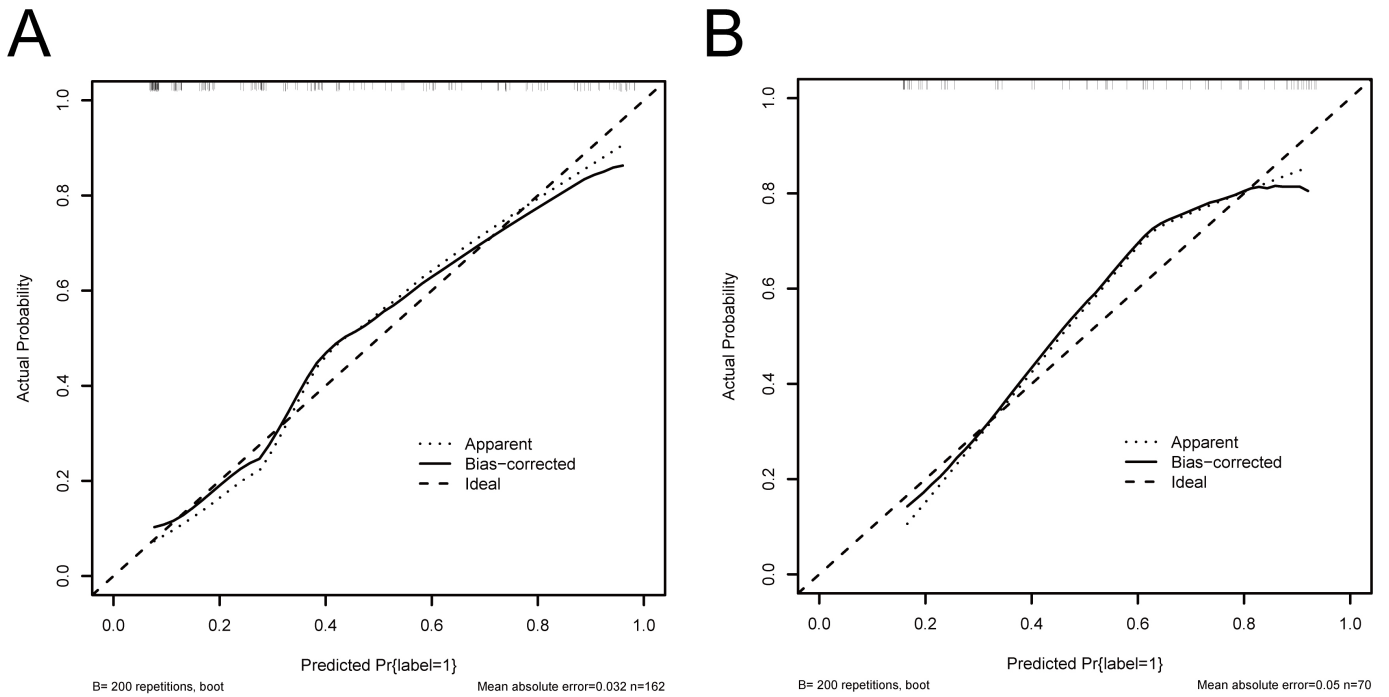 A
B
1.0
0.8
0.6
0.4
0.2
0.0
Actual Probability
Apparent
Bias−corrected
Ideal
0.0 0.2 0.4 0.6 0.8 1.0
Predicted Pr{label=1}
B= 200 repetitions, boot
Mean absolute error=0.032 n=162
1.0
0.8
0.6
0.4
0.2
0.0
Actual Probability
Apparent
Bias−corrected
Ideal
0.0 0.2 0.4 0.6 0.8 1.0
Predicted Pr{label=1}
B= 200 repetitions, boot
Mean absolute error=0.05 n=70